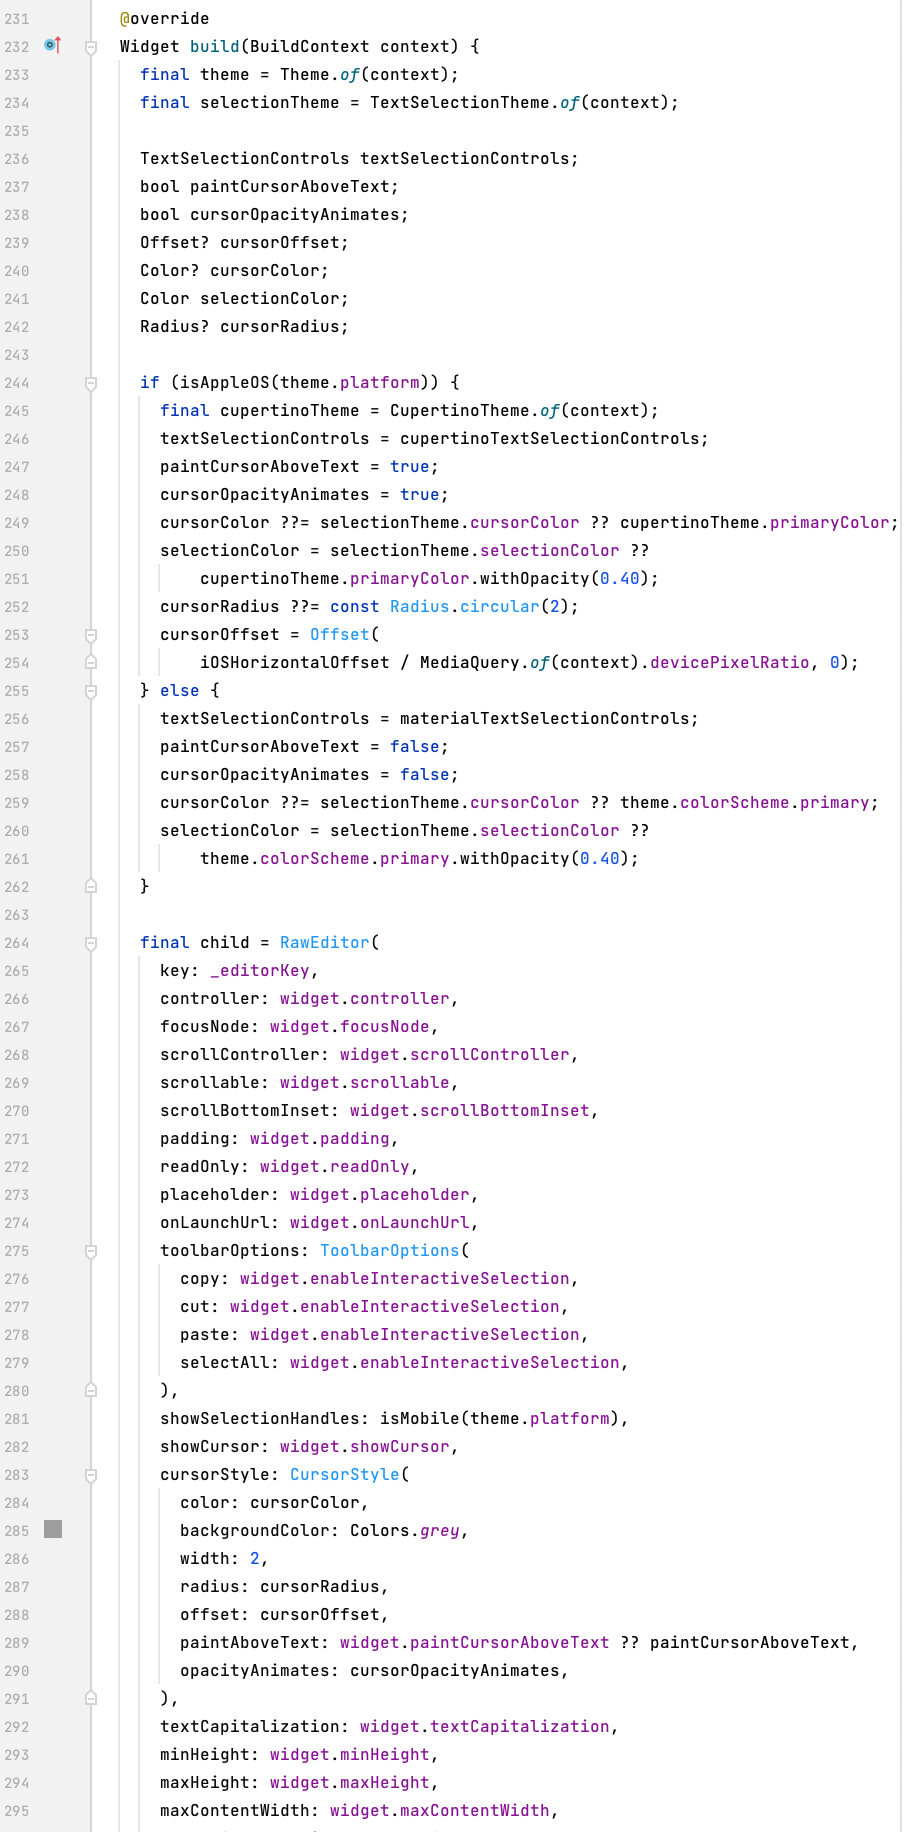 231 @override
232 Widget build(BuildContext context) {
233 final theme = Theme.of(context);
234 final selectionTheme = TextSelectionTheme.of(context);
235
236 TextSelectionControls textSelectionControls;
237 bool paintCursorAboveText;
238 bool cursorOpacityAnimates;
239 Offset? cursorOffset;
240 Color? cursorColor;
241 Color selectionColor;
242 Radius? cursorRadius;
243
244 if (isAppleOS(theme.platform)) {
245 final cupertinoTheme = CupertinoTheme.of(context);
246 textSelectionControls = cupertinoTextSelectionControls;
247 paintCursorAboveText = true;
248 cursorOpacityAnimates = true;
249 cursorColor ??= selectionTheme.cursorColor ?? cupertinoTheme.primaryColor;
250 selectionColor = selectionTheme.selectionColor ??
251 cupertinoTheme.primaryColor.withOpacity(0.40);
252 cursorRadius ??= const Radius.circular(2);
253 cursorOffset = Offset(
254 iOSHorizontalOffset / MediaQuery.of(context).devicePixelRatio, 0);
255 } else {
256 textSelectionControls = materialTextSelectionControls;
257 paintCursorAboveText = false;
258 cursorOpacityAnimates = false;
259 cursorColor ??= selectionTheme.cursorColor ?? theme.colorScheme.primary;
260 selectionColor = selectionTheme.selectionColor ??
261 theme.colorScheme.primary.withOpacity(0.40);
262 }
263
264 final child = RawEditor(
265 key: _editorKey,
266 controller: widget.controller,
267 focusNode: widget.focusNode,
268 scrollController: widget.scrollController,
269 scrollable: widget.scrollable,
270 scrollBottomInset: widget.scrollBottomInset,
271 padding: widget.padding,
272 readOnly: widget.readOnly,
273 placeholder: widget.placeholder,
274 onLaunchUrl: widget.onLaunchUrl,
275 toolbarOptions: ToolbarOptions(
276 copy: widget.enableInteractiveSelection,
277 cut: widget.enableInteractiveSelection,
278 paste: widget.enableInteractiveSelection,
279 selectAll: widget.enableInteractiveSelection,
280 ),
281 showSelectionHandles: isMobile(theme.platform),
282 showCursor: widget.showCursor,
283 cursorStyle: CursorStyle(
284 color: cursorColor,
285 backgroundColor: Colors.grey,
286 width: 2,
287 radius: cursorRadius,
288 offset: cursorOffset,
289 paintAboveText: widget.paintCursorAboveText ?? paintCursorAboveText,
290 opacityAnimates: cursorOpacityAnimates,
291 ),
292 textCapitalization: widget.textCapitalization,
293 minHeight: widget.minHeight,
294 maxHeight: widget.maxHeight,
295 maxContentWidth: widget.maxContentWidth,